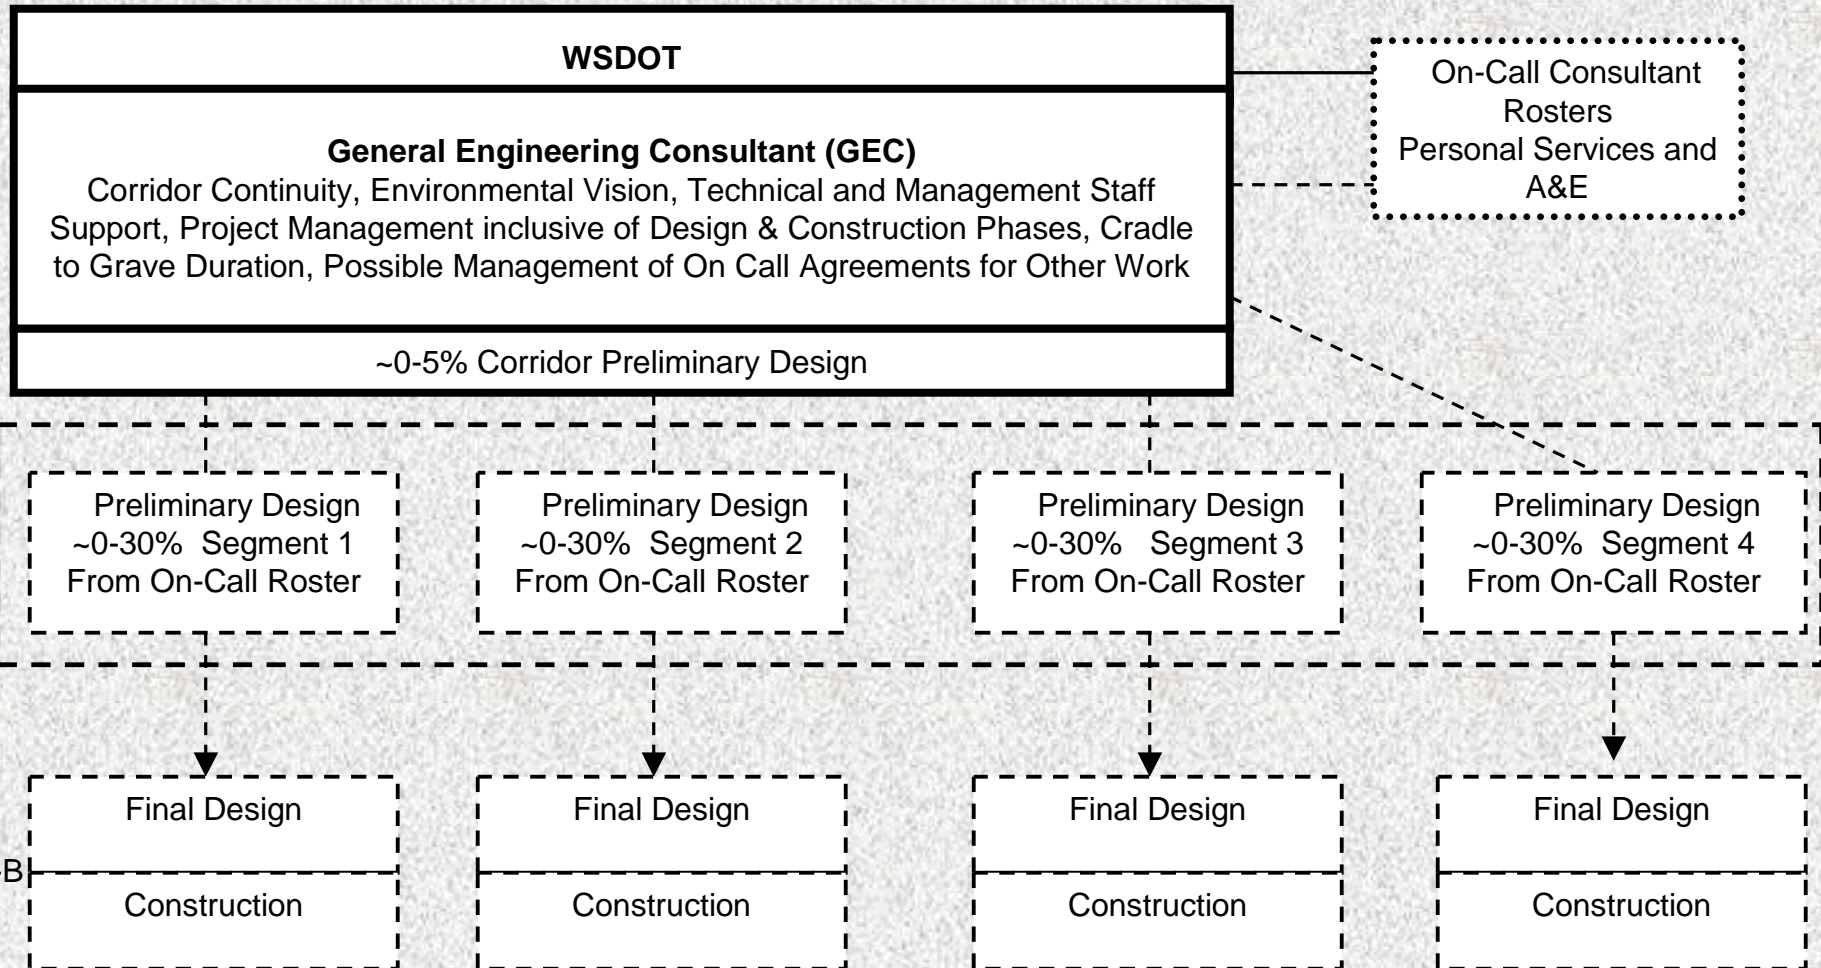 WSDOT
General Engineering Consultant (GEC)
Corridor Continuity, Environmental Vision, Technical and Management Staff
Support, Project Management inclusive of Design & Construction Phases, Cradle
to Grave Duration, Possible Management of On Call Agreements for Other Work
~0-5% Corridor Preliminary Design
On-Call Consultant
Rosters
Personal Services and
A&E
Preliminary Design
~0-30% Segment 1
From On-Call Roster
Preliminary Design
~0-30% Segment 2
From On-Call Roster
Preliminary Design
~0-30% Segment 3
From On-Call Roster
Preliminary Design
~0-30% Segment 4
From On-Call Roster
Final Design
Final Design
Final Design
Final Design
-B
Construction
Construction
Construction
Construction